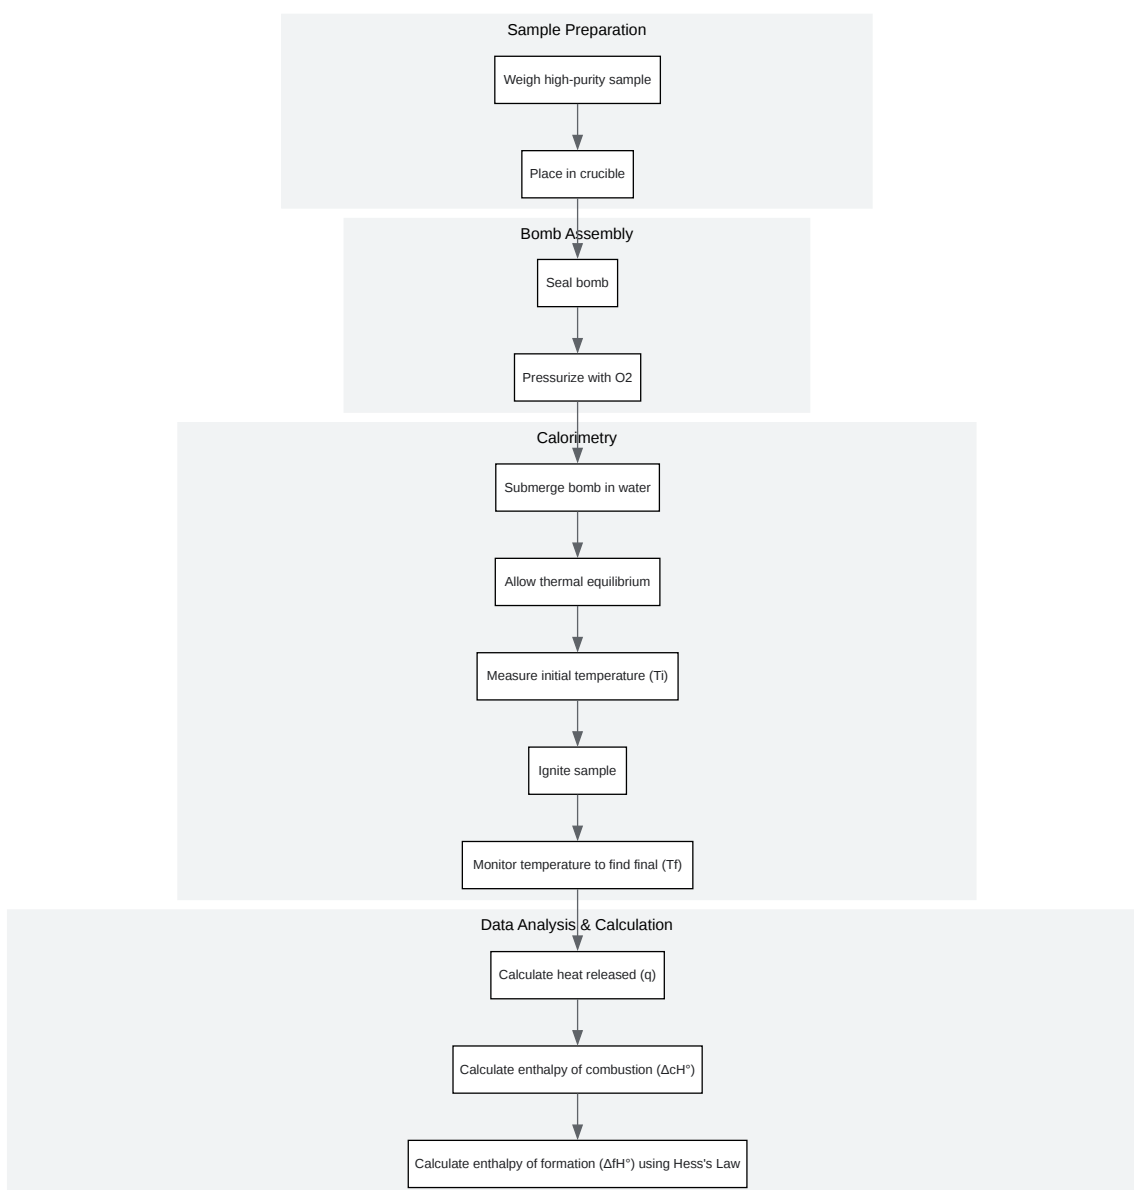 Sample Preparation
Weigh high-purity sample
Place in crucible
Bomb Assembly
Seal bomb
Pressurize with O2
Calorimetry
Submerge bomb in water
Allow thermal equilibrium
Measure initial temperature (Ti)
Ignite sample
Monitor temperature to find final (Tf)
Data Analysis & Calculation
Calculate heat released (q)
Calculate enthalpy of combustion (ΔcH°)
Calculate enthalpy of formation (ΔfH°) using Hess's Law